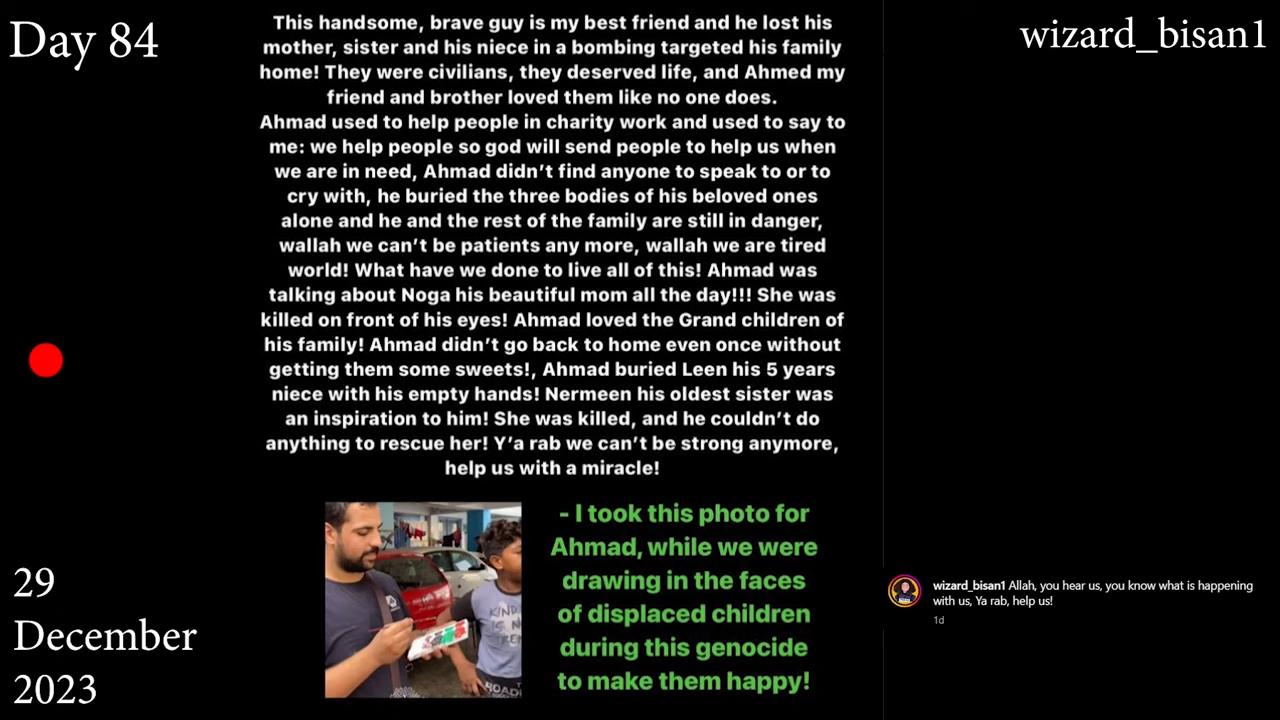 Day 84
This handsome, brave guy is my best friend and he lost his
mother, sister and his niece in a bombing targeted his family
home! They were civilians, they deserved life, and Ahmed my
friend and brother loved them like no one does.
Ahmad used to help people in charity work and used to say to
me: we help people so god will send people to help us when
we are in need, Ahmad didn't find anyone to speak to or to
cry with, he buried the three bodies of his beloved ones
alone and he and the rest of the family are still in danger,
wallah we can't be patients any more, wallah we are tired
world! What have we done to live all of this! Ahmad was
talking about Noga his beautiful mom all the day!!! She was
killed on front of his eyes! Ahmad loved the Grand children of
his family! Ahmad didn't go back to home even once without
getting them some sweets!, Ahmad buried Leen his 5 years
niece with his empty hands! Nermeen his oldest sister was
an inspiration to him! She was killed, and he couldn't do
anything to rescue her! Y'a rab we can't be strong anymore,
help us with a miracle!
- I took this photo for
Ahmad, while we were
drawing in the faces
of displaced children
during this genocide
to make them happy!
KIND
IS N
ROAD
29
December
2023
wizard_bisan1
wizard_bisan1 Allah, you hear us, you know what is happening
with us, Ya rab, help us!
1d